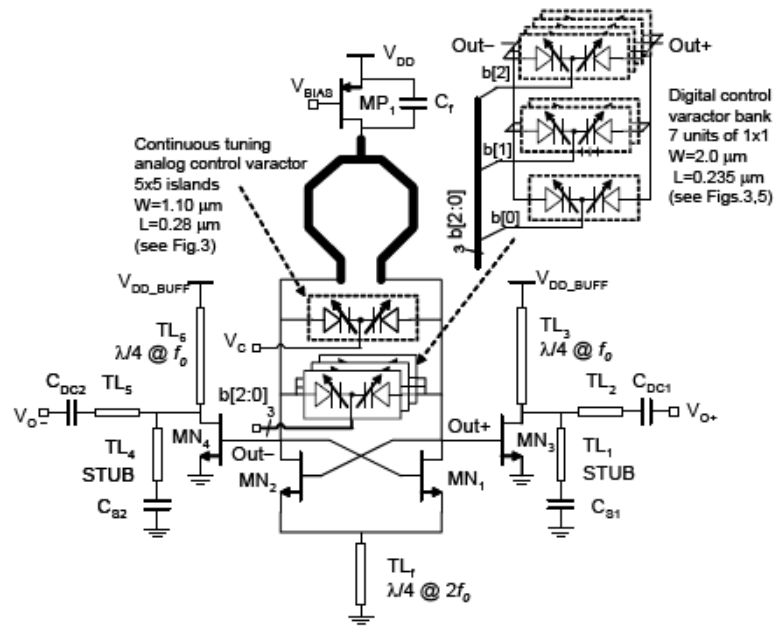 V_DD
V_BIAS
MP_1
C_f
Out–
Out+
b[2]
b[1]
b[0]
b[2:0]
3
Digital control
varactor bank
7 units of 1x1
W=2.0 μm
L=0.235 μm
(see Figs.3,5)
Continuous tuning
analog control varactor
5x5 islands
W=1.10 μm
L=0.28 μm
(see Fig.3)
V_DD_BUFF
TL_6
λ/4 @ f_0
C_DC2
TL_5
V_O–
TL_4
STUB
C_S2
MN_4
V_C
b[2:0]
3
Out–
Out+
MN_2
MN_1
TL_f
λ/4 @ 2f_0
V_DD_BUFF
TL_3
λ/4 @ f_0
TL_2
C_DC1
V_O+
MN_3
TL_1
STUB
C_S1